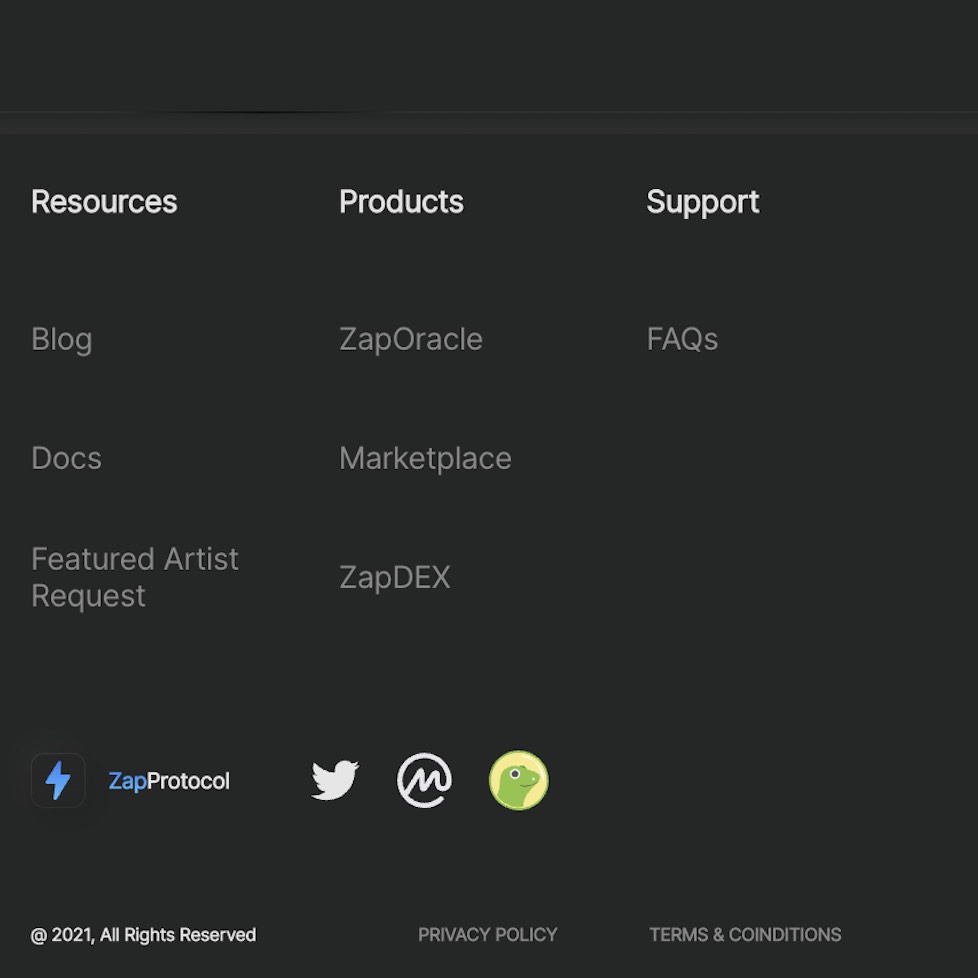 Resources
Products
Support
Blog
ZapOracle
FAQs
Docs
Marketplace
Featured Artist
Request
ZapDEX
ZapProtocol
@ 2021, All Rights Reserved
PRIVACY POLICY
TERMS & COINDITIONS